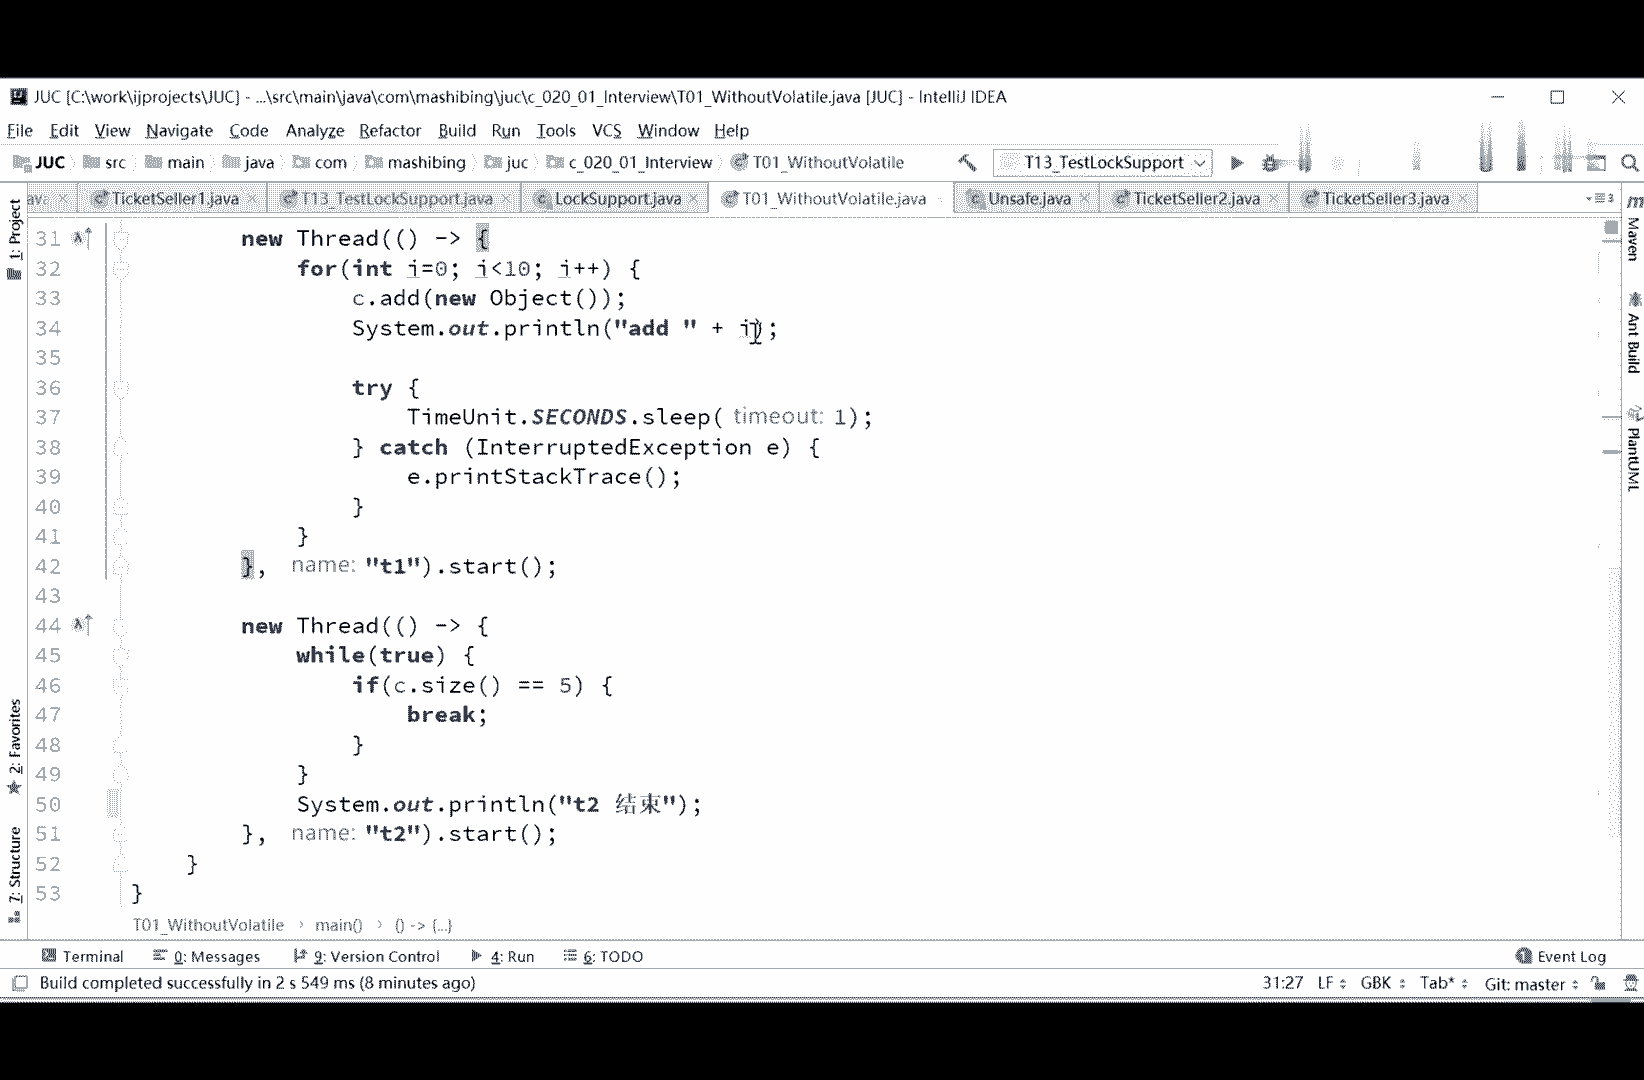 JUC [C:\work\ijprojects\JUC] - ...\src\main\java\com\mashibing\juc\c_020_01_Interview\T01_WithoutVolatile.java [JUC] - IntelliJ IDEA
File Edit View Navigate Code Analyze Refactor Build Run Tools VCS Window Help
JUC src main java com mashibing juc c_020_01_Interview T01_WithoutVolatile T13_TestLockSupport
TicketSeller1.java T13_TestLockSupport.java LockSupport.java T01_WithoutVolatile.java Unsafe.java TicketSeller2.java TicketSeller3.java
31 new Thread(() -> {
32 for(int i=0; i<10; i++) {
33 c.add(new Object());
34 System.out.println("add " + i);
35
36 try {
37 TimeUnit.SECONDS.sleep( timeout: 1);
38 } catch (InterruptedException e) {
39 e.printStackTrace();
40 }
41 }
42 }, name: "t1").start();
43
44 new Thread(() -> {
45 while(true) {
46 if(c.size() == 5) {
47 break;
48 }
49 }
50 System.out.println("t2 结束");
51 }, name: "t2").start();
52 }
53 }
T01_WithoutVolatile › main() › () -> {...}
1: Project
2: Favorites
7: Structure
Maven
Ant Build
PlantUML
Terminal 0: Messages 9: Version Control 4: Run 6: TODO Event Log
Build completed successfully in 2 s 549 ms (8 minutes ago) 31:27 LF GBK Tab* Git: master